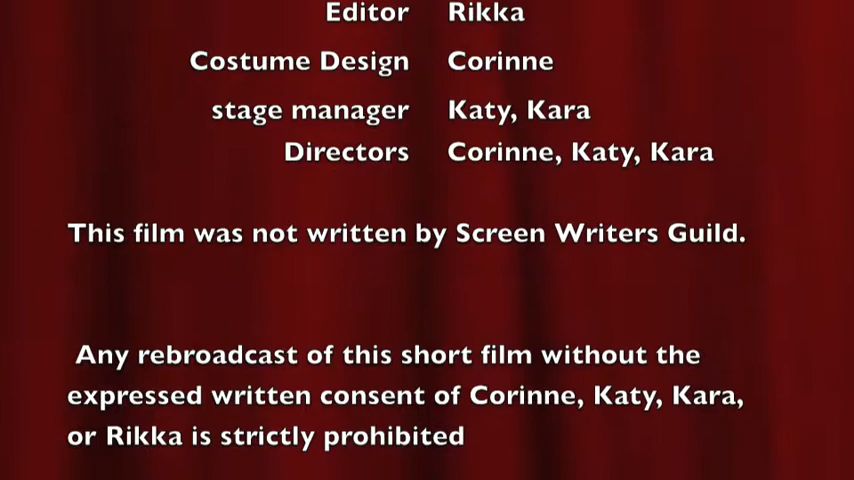 Editor Rikka
Costume Design Corinne
stage manager Katy, Kara
Directors Corinne, Katy, Kara
This film was not written by Screen Writers Guild.
Any rebroadcast of this short film without the
expressed written consent of Corinne, Katy, Kara,
or Rikka is strictly prohibited